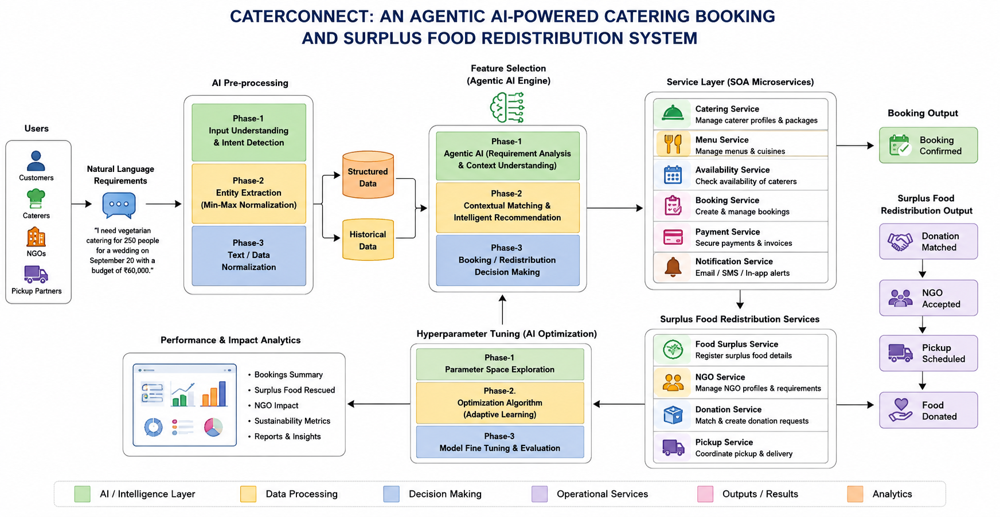 CATERCONNECT: AN AGENTIC AI-POWERED CATERING BOOKING
AND SURPLUS FOOD REDISTRIBUTION SYSTEM
Users
Customers
Caterers
NGOs
Pickup Partners
Natural Language
Requirements
"I need vegetarian
catering for 250 people
for a wedding on
September 20 with a
budget of ₹60,000."
AI Pre-processing
Phase-1
Input Understanding
& Intent Detection
Phase-2
Entity Extraction
(Min-Max Normalization)
Phase-3
Text / Data
Normalization
Structured
Data
Historical
Data
Feature Selection
(Agentic AI Engine)
Phase-1
Agentic AI (Requirement Analysis
& Context Understanding)
Phase-2
Contextual Matching &
Intelligent Recommendation
Phase-3
Booking / Redistribution
Decision Making
Service Layer (SOA Microservices)
Catering Service
Manage caterer profiles & packages
Menu Service
Manage menus & cuisines
Availability Service
Check availability of caterers
Booking Service
Create & manage bookings
Payment Service
Secure payments & invoices
Notification Service
Email / SMS / In-app alerts
Booking Output
Booking
Confirmed
Surplus Food
Redistribution Output
Donation
Matched
NGO
Accepted
Pickup
Scheduled
Food
Donated
Surplus Food Redistribution Services
Food Surplus Service
Register surplus food details
NGO Service
Manage NGO profiles & requirements
Donation Service
Match & create donation requests
Pickup Service
Coordinate pickup & delivery
Hyperparameter Tuning (AI Optimization)
Phase-1
Parameter Space Exploration
Phase-2.
Optimization Algorithm
(Adaptive Learning)
Phase-3
Model Fine Tuning & Evaluation
Performance & Impact Analytics
• Bookings Summary
• Surplus Food Rescued
• NGO Impact
• Sustainability Metrics
• Reports & Insights
AI / Intelligence Layer
Data Processing
Decision Making
Operational Services
Outputs / Results
Analytics